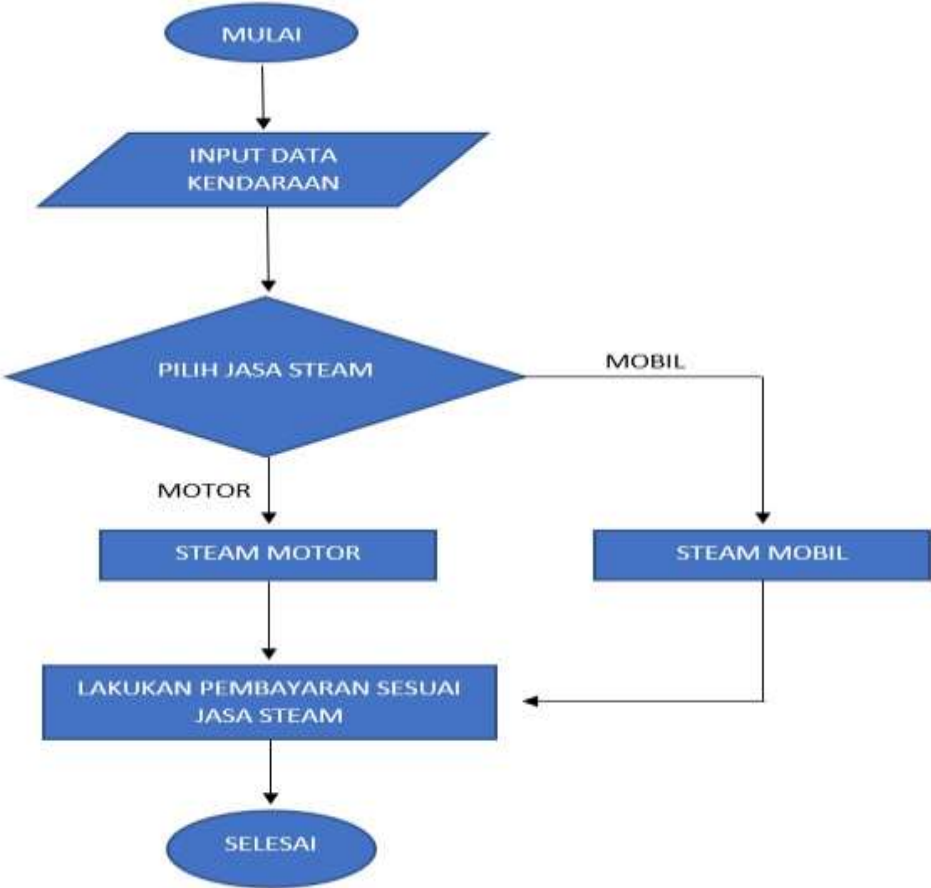 MULAI
INPUT DATA
KENDARAAN
PILIH JASA STEAM
MOBIL
MOTOR
STEAM MOTOR
STEAM MOBIL
LAKUKAN PEMBAYARAN SESUAI
JASA STEAM
SELESAI